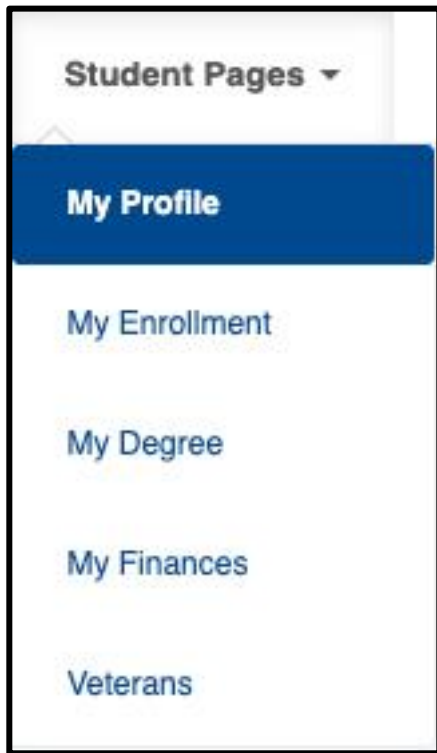 Student Pages
My Profile
My Enrollment
My Degree
My Finances
Veterans